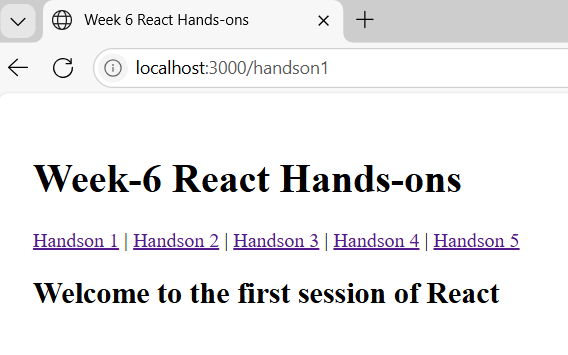 Week 6 React Hands-ons
localhost:3000/handson1
Week-6 React Hands-ons
Handson 1 | Handson 2 | Handson 3 | Handson 4 | Handson 5
Welcome to the first session of React